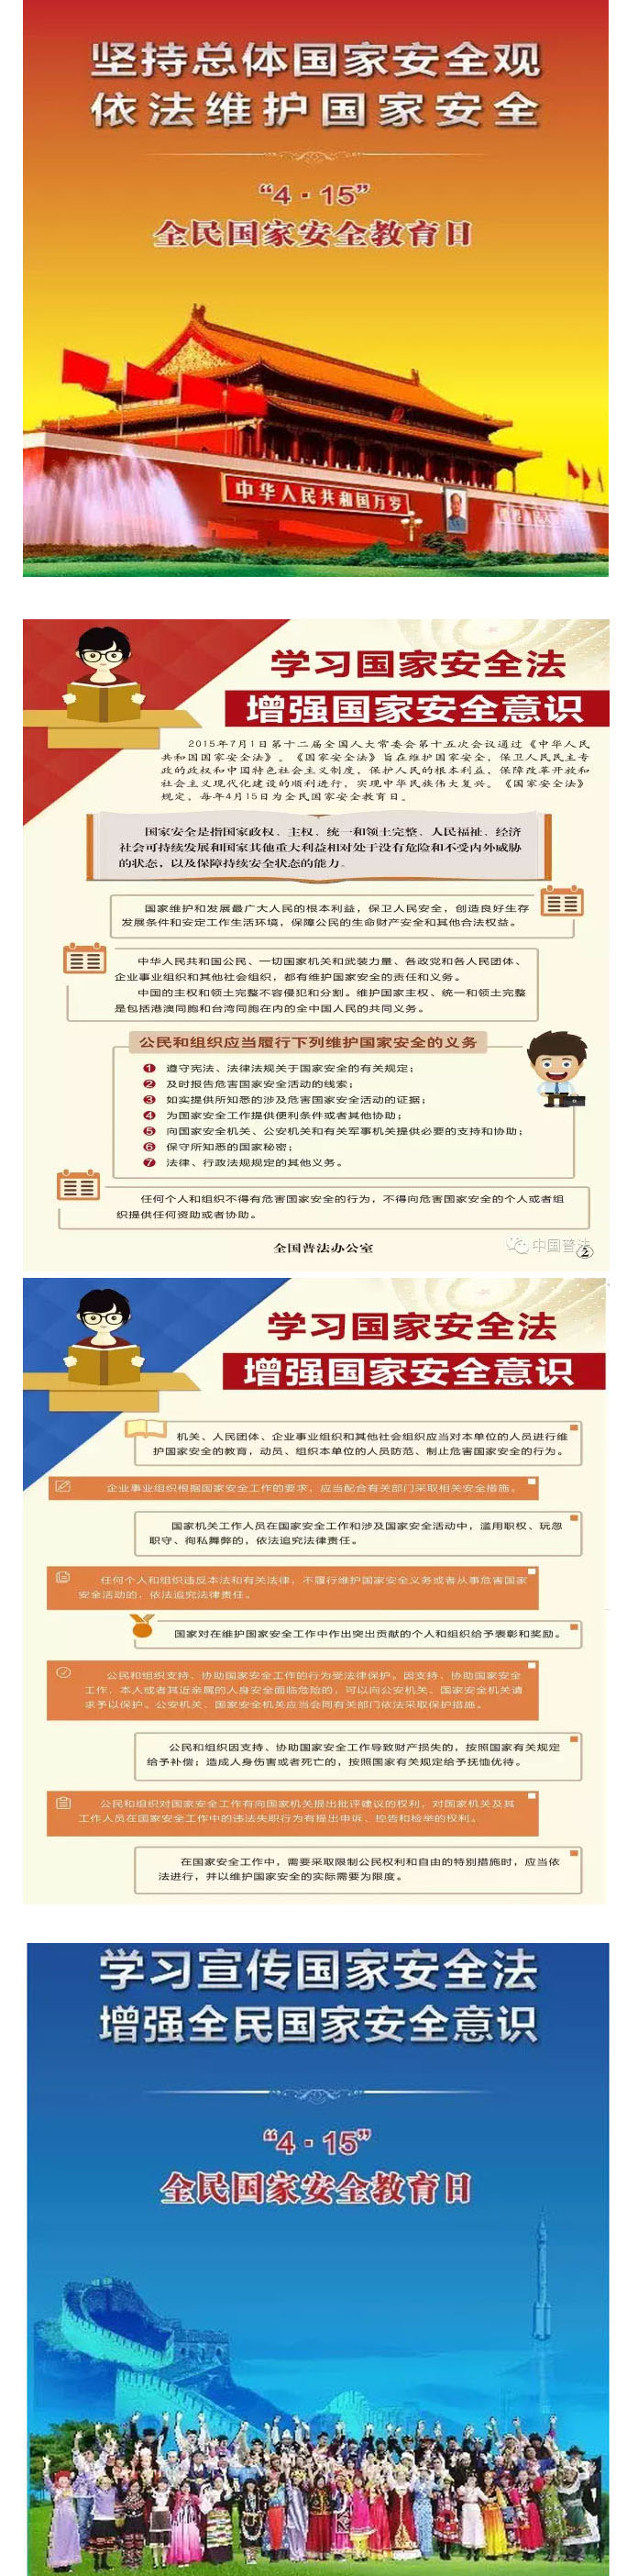 坚持总体国家安全观
依法维护国家安全
“4·15”
全民国家安全教育日
中华人民共和国万岁
学习国家安全法
增强国家安全意识
2015年7月1日第十二届全国人大常委会第十五次会议通过《中华人民
共和国国家安全法》。《国家安全法》旨在维护国家安全，保卫人民民主专
政的政权和中国特色社会主义制度，保护人民的根本利益，保障改革开放和
社会主义现代化建设的顺利进行，实现中华民族伟大复兴。《国家安全法》
规定，每年4月15日为全民国家安全教育日。
国家安全是指国家政权、主权、统一和领土完整、人民福祉、经济
社会可持续发展和国家其他重大利益相对处于没有危险和不受内外威胁
的状态，以及保障持续安全状态的能力。
国家维护和发展最广大人民的根本利益，保卫人民安全，创造良好生存
发展条件和安定工作生活环境，保障公民的生命财产安全和其他合法权益。
中华人民共和国公民、一切国家机关和武装力量、各政党和各人民团体、
企业事业组织和其他社会组织，都有维护国家安全的责任和义务。
中国的主权和领土完整不容侵犯和分割。维护国家主权、统一和领土完整
是包括港澳同胞和台湾同胞在内的全中国人民的共同义务。
公民和组织应当履行下列维护国家安全的义务
1 遵守宪法、法律法规关于国家安全的有关规定；
2 及时报告危害国家安全活动的线索；
3 如实提供所知悉的涉及危害国家安全活动的证据；
4 为国家安全工作提供便利条件或者其他协助；
5 向国家安全机关、公安机关和有关军事机关提供必要的支持和协助；
6 保守所知悉的国家秘密；
7 法律、行政法规规定的其他义务。
任何个人和组织不得有危害国家安全的行为，不得向危害国家安全的个人或者组
织提供任何资助或者协助。
全国普法办公室
中国普法
2
学习国家安全法
增强国家安全意识
机关、人民团体、企业事业组织和其他社会组织应当对本单位的人员进行维
护国家安全的教育，动员、组织本单位的人员防范、制止危害国家安全的行为。
企业事业组织根据国家安全工作的要求，应当配合有关部门采取相关安全措施。
国家机关工作人员在国家安全工作和涉及国家安全活动中，滥用职权、玩忽
职守、徇私舞弊的，依法追究法律责任。
任何个人和组织违反本法和有关法律，不履行维护国家安全义务或者从事危害国家
安全活动的，依法追究法律责任。
国家对在维护国家安全工作中作出突出贡献的个人和组织给予表彰和奖励。
公民和组织支持、协助国家安全工作的行为受法律保护。因支持、协助国家安全
工作，本人或者其近亲属的人身安全面临危险的，可以向公安机关、国家安全机关请
求予以保护。公安机关、国家安全机关应当会同有关部门依法采取保护措施。
公民和组织因支持、协助国家安全工作导致财产损失的，按照国家有关规定
给予补偿；造成人身伤害或者死亡的，按照国家有关规定给予抚恤优待。
公民和组织对国家安全工作有向国家机关提出批评建议的权利，对国家机关及其
工作人员在国家安全工作中的违法失职行为有提出申诉、控告和检举的权利。
在国家安全工作中，需要采取限制公民权利和自由的特别措施时，应当依
法进行，并以维护国家安全的实际需要为限度。
学习宣传国家安全法
增强全民国家安全意识
“4·15”
全民国家安全教育日